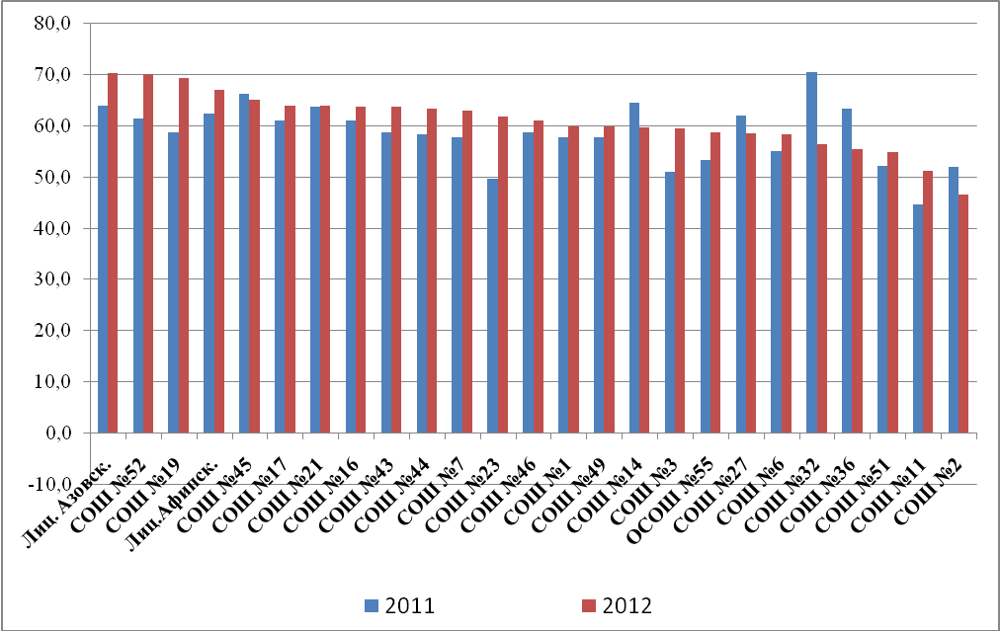 80,0
70,0
60,0
50,0
40,0
30,0
20,0
10,0
0,0
-10,0
Лиц. Азовск.
СОШ №52
СОШ №19
Лиц.Афипск.
СОШ №45
СОШ №17
СОШ №21
СОШ №16
СОШ №43
СОШ №44
СОШ №7
СОШ №23
СОШ №46
СОШ №1
СОШ №49
СОШ №14
СОШ №3
ОСОШ №55
СОШ №27
СОШ №6
СОШ №32
СОШ №36
СОШ №51
СОШ №11
СОШ №2
2011
2012